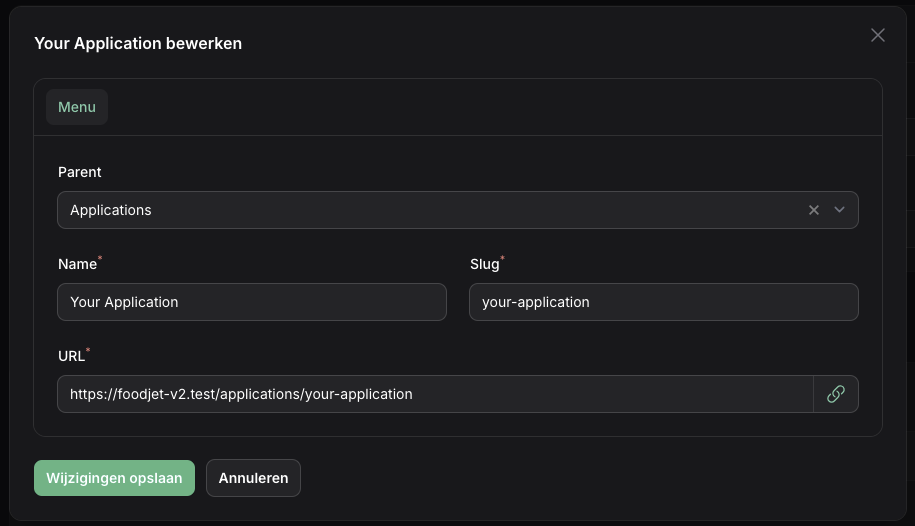 Your Application bewerken
Menu
Parent
Applications
Name*
Slug*
Your Application
your-application
URL*
https://foodjet-v2.test/applications/your-application
Wijzigingen opslaan
Annuleren